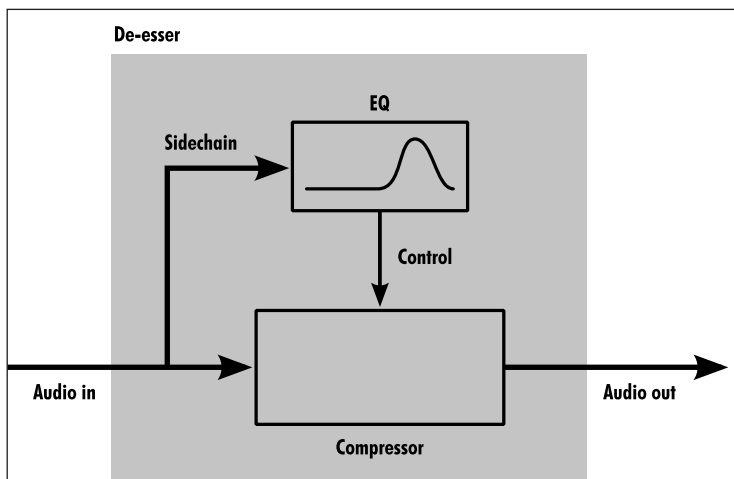 De-esser
EQ
Sidechain
Control
Audio in
Audio out
Compressor